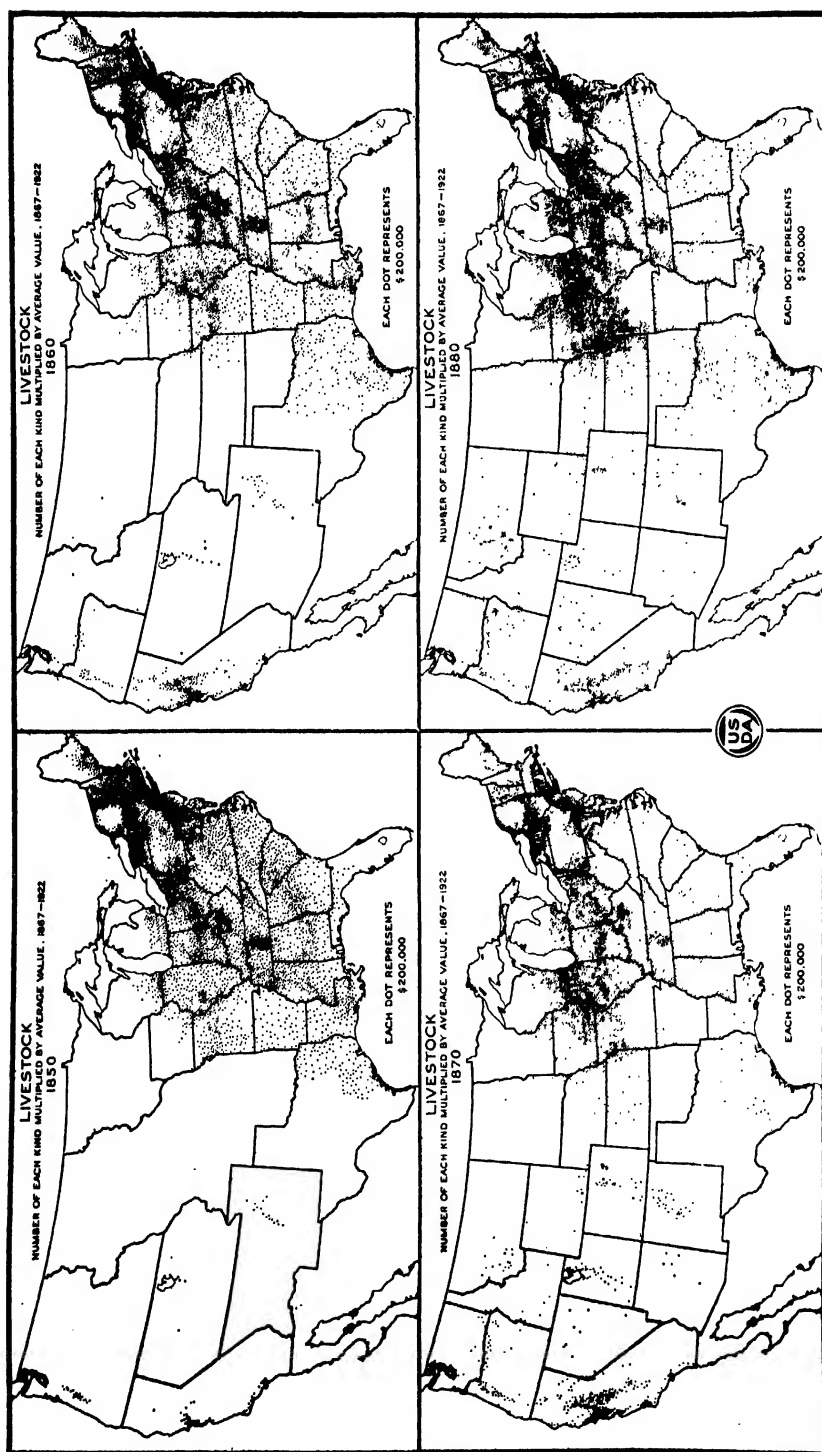 LIVESTOCK
1850
NUMBER OF EACH KIND MULTIPLIED BY AVERAGE VALUE, 1867–1922
EACH DOT REPRESENTS
$200,000
LIVESTOCK
1860
NUMBER OF EACH KIND MULTIPLIED BY AVERAGE VALUE, 1867–1922
EACH DOT REPRESENTS
$200,000
LIVESTOCK
1870
NUMBER OF EACH KIND MULTIPLIED BY AVERAGE VALUE, 1867–1922
EACH DOT REPRESENTS
$200,000
LIVESTOCK
1880
NUMBER OF EACH KIND MULTIPLIED BY AVERAGE VALUE, 1867–1922
EACH DOT REPRESENTS
$200,000
US
DA